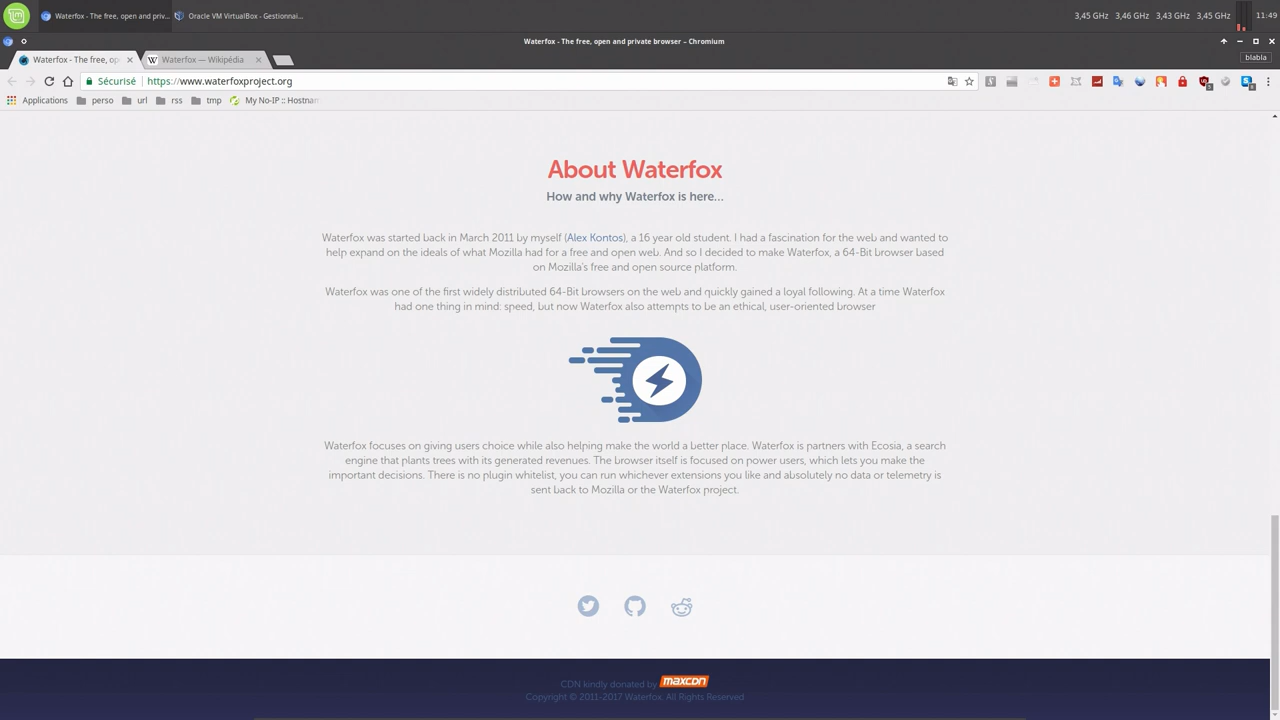 Waterfox - The free, open and priv... Oracle VM VirtualBox - Gestionnai... 3,45 GHz 3,46 GHz 3,43 GHz 3,45 GHz 11:49
Waterfox - The free, open and private browser – Chromium
Waterfox - The free, op Waterfox — Wikipédia blabla
Sécurisé https://www.waterfoxproject.org
Applications perso url rss tmp My No-IP :: Hostnam
About Waterfox
How and why Waterfox is here...
Waterfox was started back in March 2011 by myself (Alex Kontos), a 16 year old student. I had a fascination for the web and wanted to
help expand on the ideals of what Mozilla had for a free and open web. And so I decided to make Waterfox, a 64-Bit browser based
on Mozilla's free and open source platform.
Waterfox was one of the first widely distributed 64-Bit browsers on the web and quickly gained a loyal following. At a time Waterfox
had one thing in mind: speed, but now Waterfox also attempts to be an ethical, user-oriented browser
Waterfox focuses on giving users choice while also helping make the world a better place. Waterfox is partners with Ecosia, a search
engine that plants trees with its generated revenues. The browser itself is focused on power users, which lets you make the
important decisions. There is no plugin whitelist, you can run whichever extensions you like and absolutely no data or telemetry is
sent back to Mozilla or the Waterfox project.
CDN kindly donated by maxcdn
Copyright © 2011-2017 Waterfox. All Rights Reserved